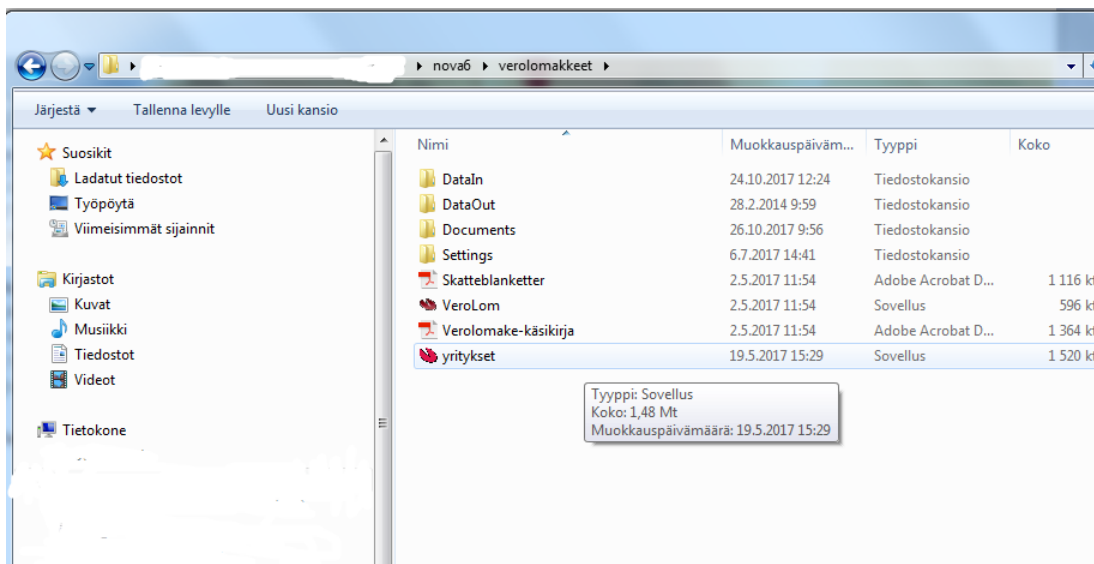 nova6 verolomakkeet
Järjestä Tallenna levylle Uusi kansio
Suosikit
Ladatut tiedostot
Työpöytä
Viimeisimmät sijainnit
Kirjastot
Kuvat
Musiikki
Tiedostot
Videot
Tietokone
Nimi Muokkauspäiväm... Tyyppi Koko
DataIn 24.10.2017 12:24 Tiedostokansio
DataOut 28.2.2014 9:59 Tiedostokansio
Documents 26.10.2017 9:56 Tiedostokansio
Settings 6.7.2017 14:41 Tiedostokansio
Skatteblanketter 2.5.2017 11:54 Adobe Acrobat D... 1 116
VeroLom 2.5.2017 11:54 Sovellus 596
Verolomake-käsikirja 2.5.2017 11:54 Adobe Acrobat D... 1 364
yritykset 19.5.2017 15:29 Sovellus 1 520
Tyyppi: Sovellus
Koko: 1,48 Mt
Muokkauspäivämäärä: 19.5.2017 15:29